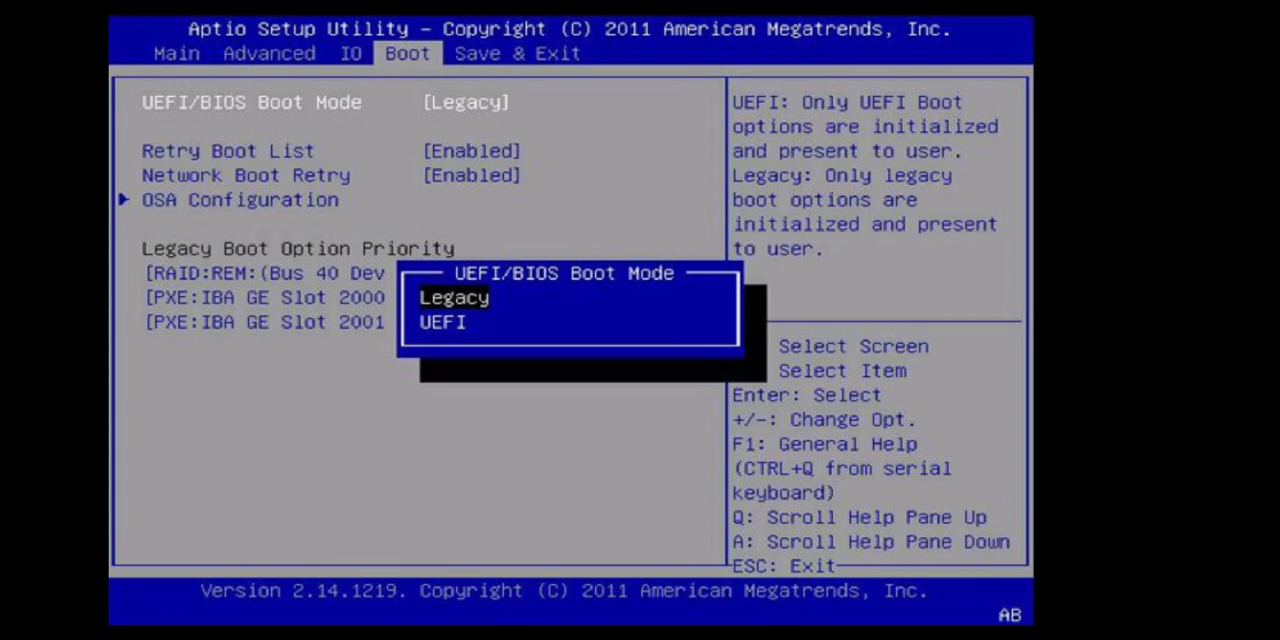 Aptio Setup Utility – Copyright (C) 2011 American Megatrends, Inc.
Main Advanced IO Boot Save & Exit
UEFI/BIOS Boot Mode [Legacy]
Retry Boot List [Enabled]
Network Boot Retry [Enabled]
OSA Configuration
Legacy Boot Option Priority
[RAID:REM:(Bus 40 Dev
[PXE:IBA GE Slot 2000
[PXE:IBA GE Slot 2001
UEFI/BIOS Boot Mode
Legacy
UEFI
UEFI: Only UEFI Boot
options are initialized
and present to user.
Legacy: Only legacy
boot options are
initialized and present
to user.
Select Screen
Select Item
Enter: Select
+/-: Change Opt.
F1: General Help
(CTRL+Q from serial
keyboard)
Q: Scroll Help Pane Up
A: Scroll Help Pane Down
ESC: Exit
Version 2.14.1219. Copyright (C) 2011 American Megatrends, Inc.
AB